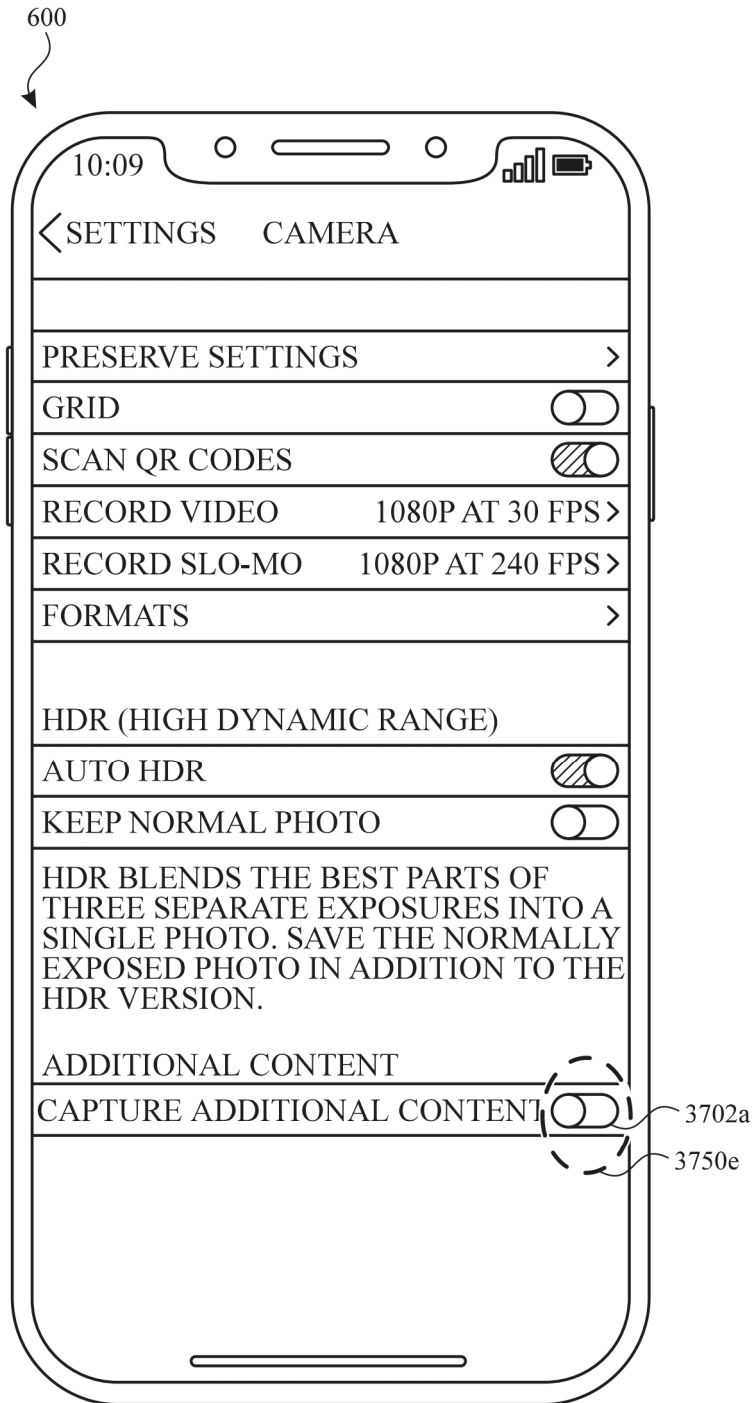 600
10:09
SETTINGS CAMERA
PRESERVE SETTINGS >
GRID
SCAN QR CODES
RECORD VIDEO 1080P AT 30 FPS >
RECORD SLO-MO 1080P AT 240 FPS >
FORMATS >
HDR (HIGH DYNAMIC RANGE)
AUTO HDR
KEEP NORMAL PHOTO
HDR BLENDS THE BEST PARTS OF
THREE SEPARATE EXPOSURES INTO A
SINGLE PHOTO. SAVE THE NORMALLY
EXPOSED PHOTO IN ADDITION TO THE
HDR VERSION.
ADDITIONAL CONTENT
CAPTURE ADDITIONAL CONTENT
3702a
3750e